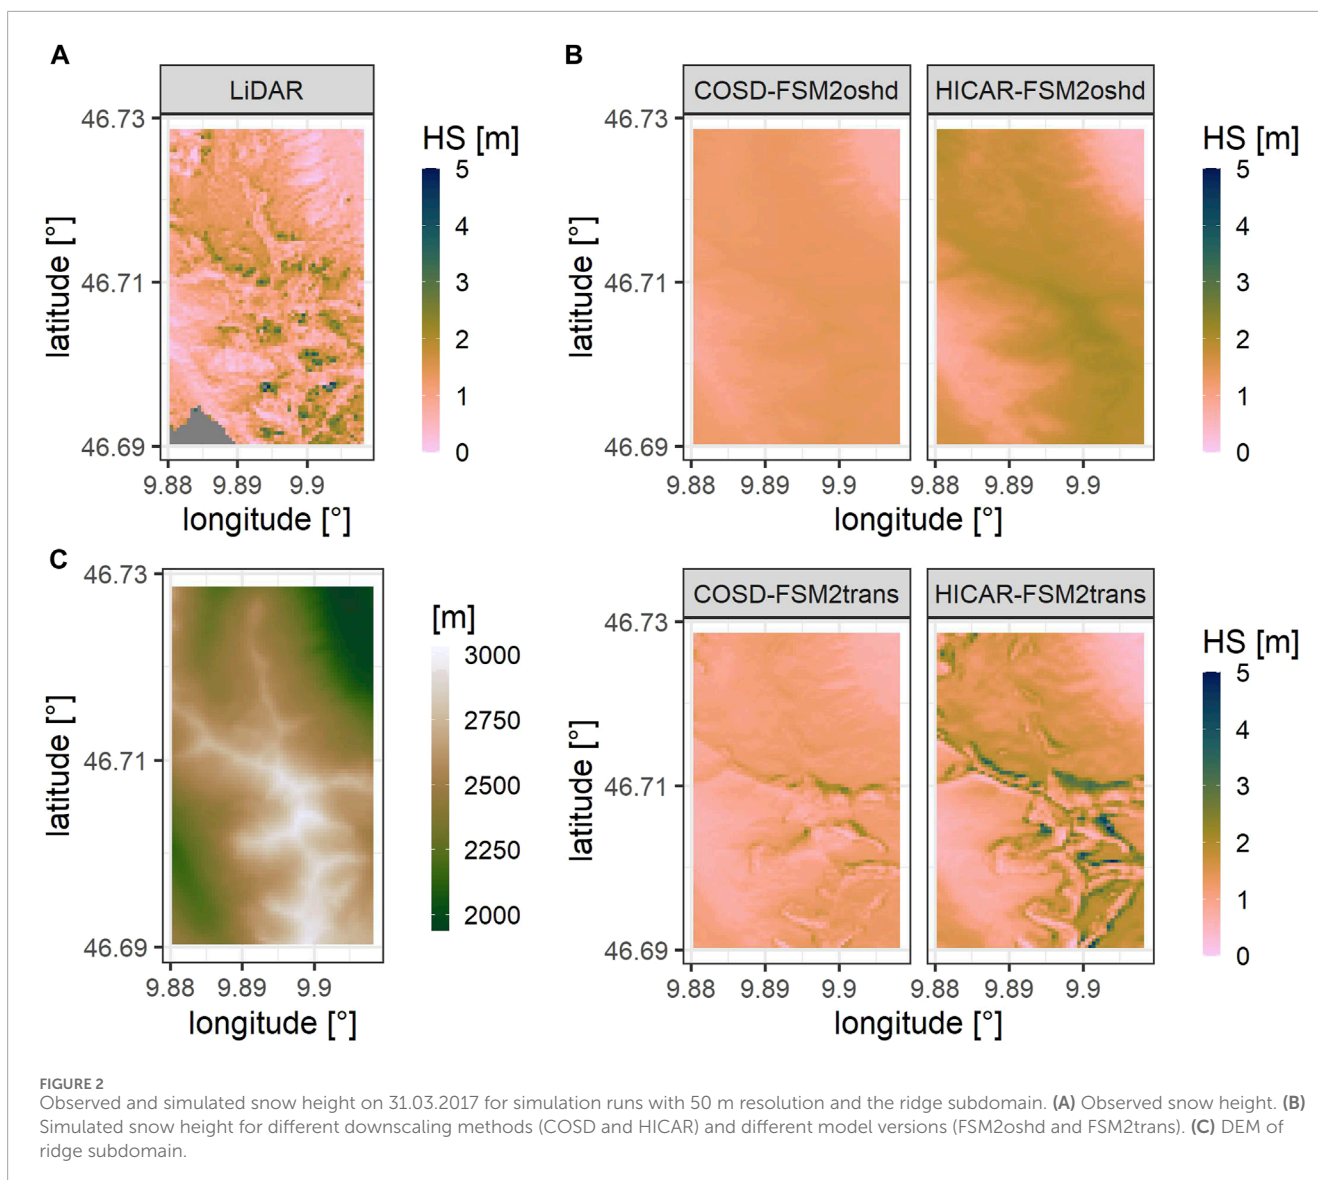 A
LiDAR
46.73
46.71
46.69
latitude [°]
9.88 9.89 9.9
longitude [°]
HS [m]
5
4
3
2
1
0
B
COSD-FSM2oshd HICAR-FSM2oshd
46.73
46.71
46.69
latitude [°]
9.88 9.89 9.9 9.88 9.89 9.9
longitude [°]
HS [m]
5
4
3
2
1
0
C
46.73
46.71
46.69
latitude [°]
9.88 9.89 9.9
longitude [°]
[m]
3000
2750
2500
2250
2000
COSD-FSM2trans HICAR-FSM2trans
46.73
46.71
46.69
latitude [°]
9.88 9.89 9.9 9.88 9.89 9.9
longitude [°]
HS [m]
5
4
3
2
1
0
FIGURE 2
Observed and simulated snow height on 31.03.2017 for simulation runs with 50 m resolution and the ridge subdomain. (A) Observed snow height. (B)
Simulated snow height for different downscaling methods (COSD and HICAR) and different model versions (FSM2oshd and FSM2trans). (C) DEM of
ridge subdomain.